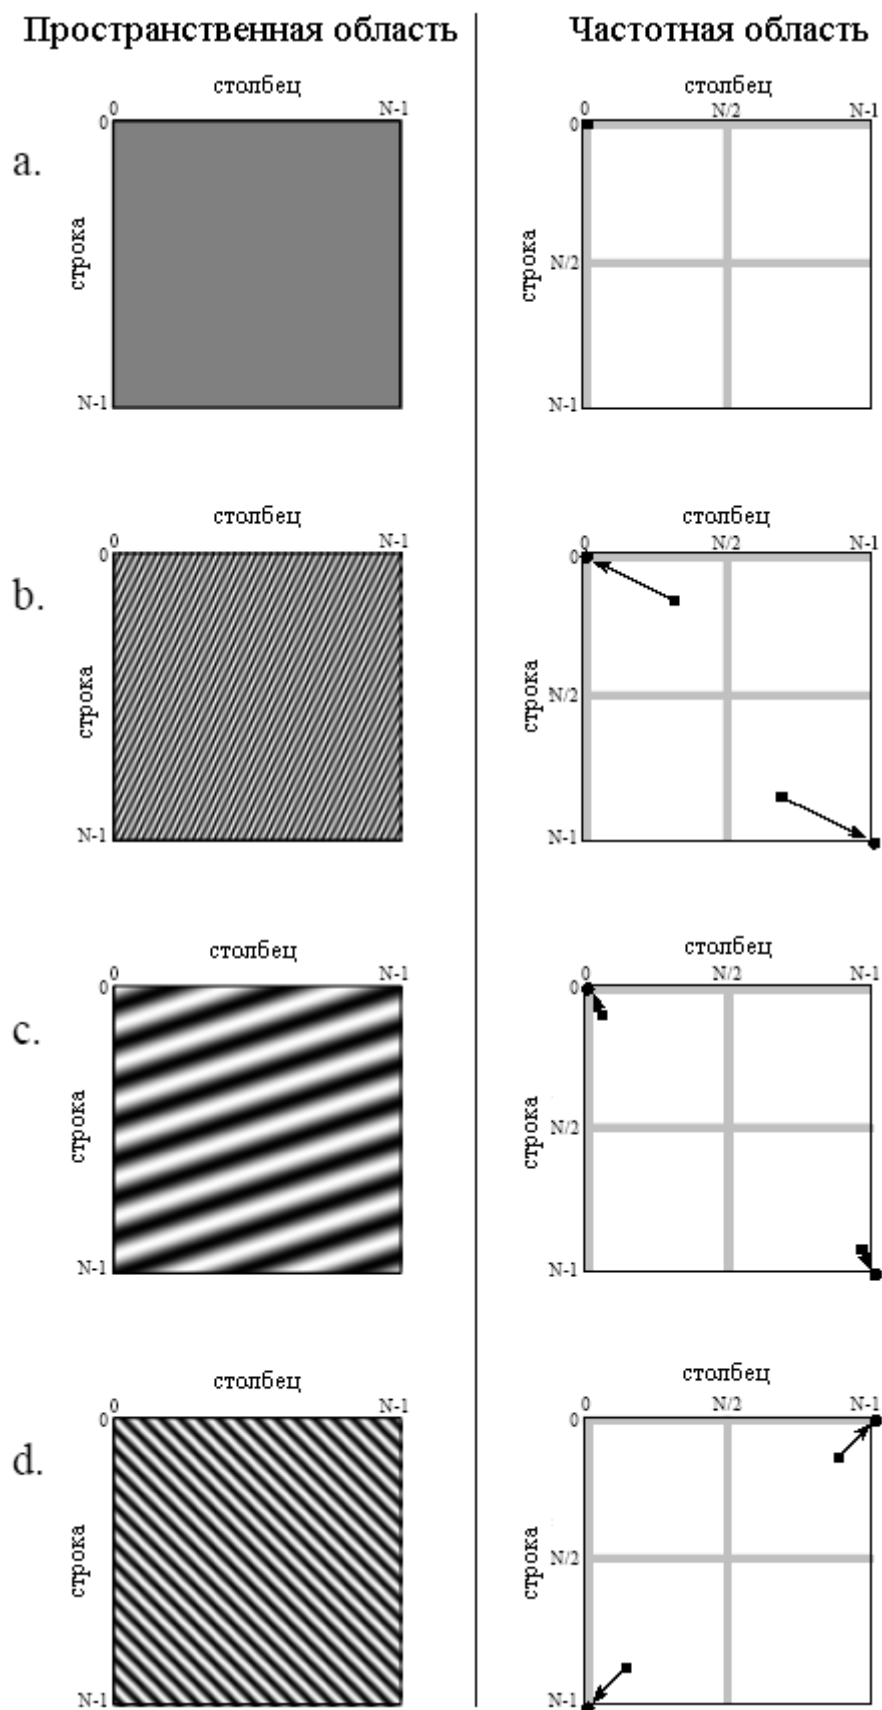 Пространственная область
Частотная область
a.
столбец
0 N-1
0
строка
N-1
столбец
0 N/2 N-1
0
строка
N/2
N-1
b.
столбец
0 N-1
0
строка
N-1
столбец
0 N/2 N-1
0
строка
N/2
N-1
c.
столбец
0 N-1
0
строка
N-1
столбец
0 N/2 N-1
0
строка
N/2
N-1
d.
столбец
0 N-1
0
строка
N-1
столбец
0 N/2 N-1
0
строка
N/2
N-1